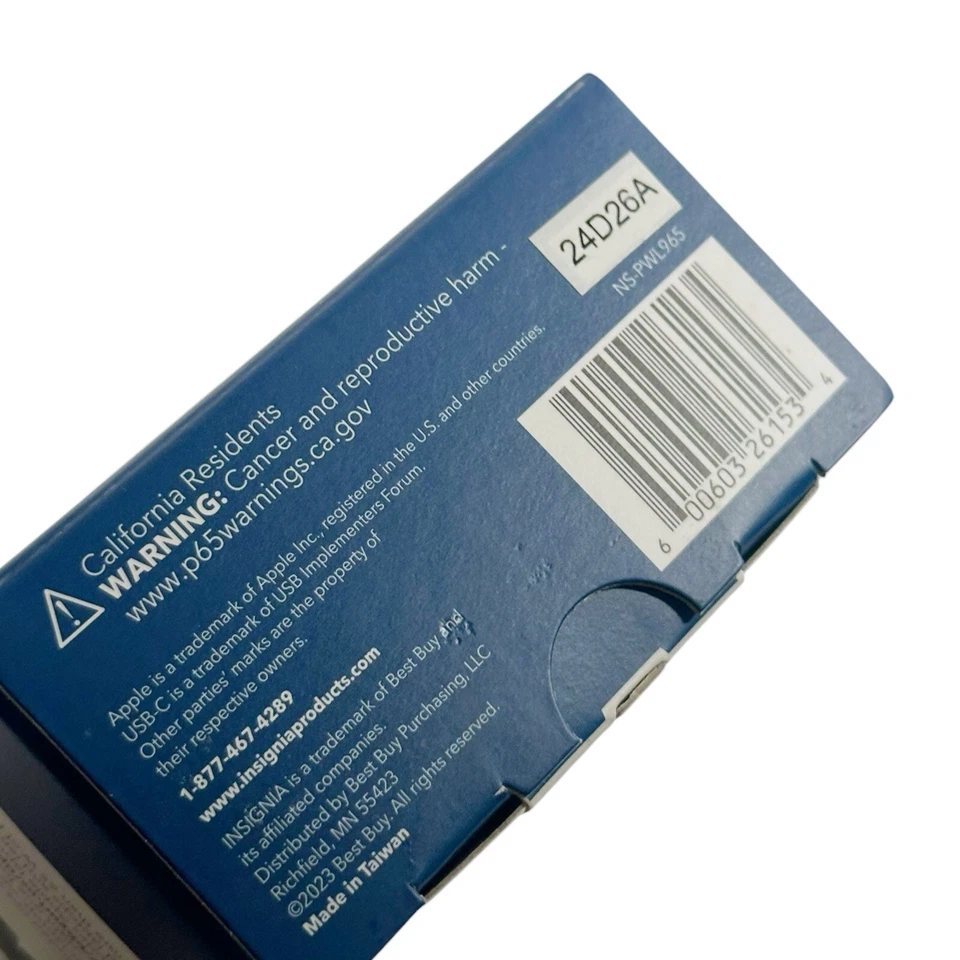 24D26A
NS-PWL965
6 00603 26153 4
California Residents
WARNING: Cancer and reproductive harm -
www.p65warnings.ca.gov
Apple is a trademark of Apple Inc., registered in the U.S. and other countries.
USB-C is a trademark of USB Implementers Forum.
Other parties' marks are the property of
their respective owners.
1-877-467-4289
www.insigniaproducts.com
INSIGNIA is a trademark of Best Buy and
its affiliated companies.
Distributed by Best Buy Purchasing, LLC
Richfield, MN 55423
©2023 Best Buy. All rights reserved.
Made in Taiwan